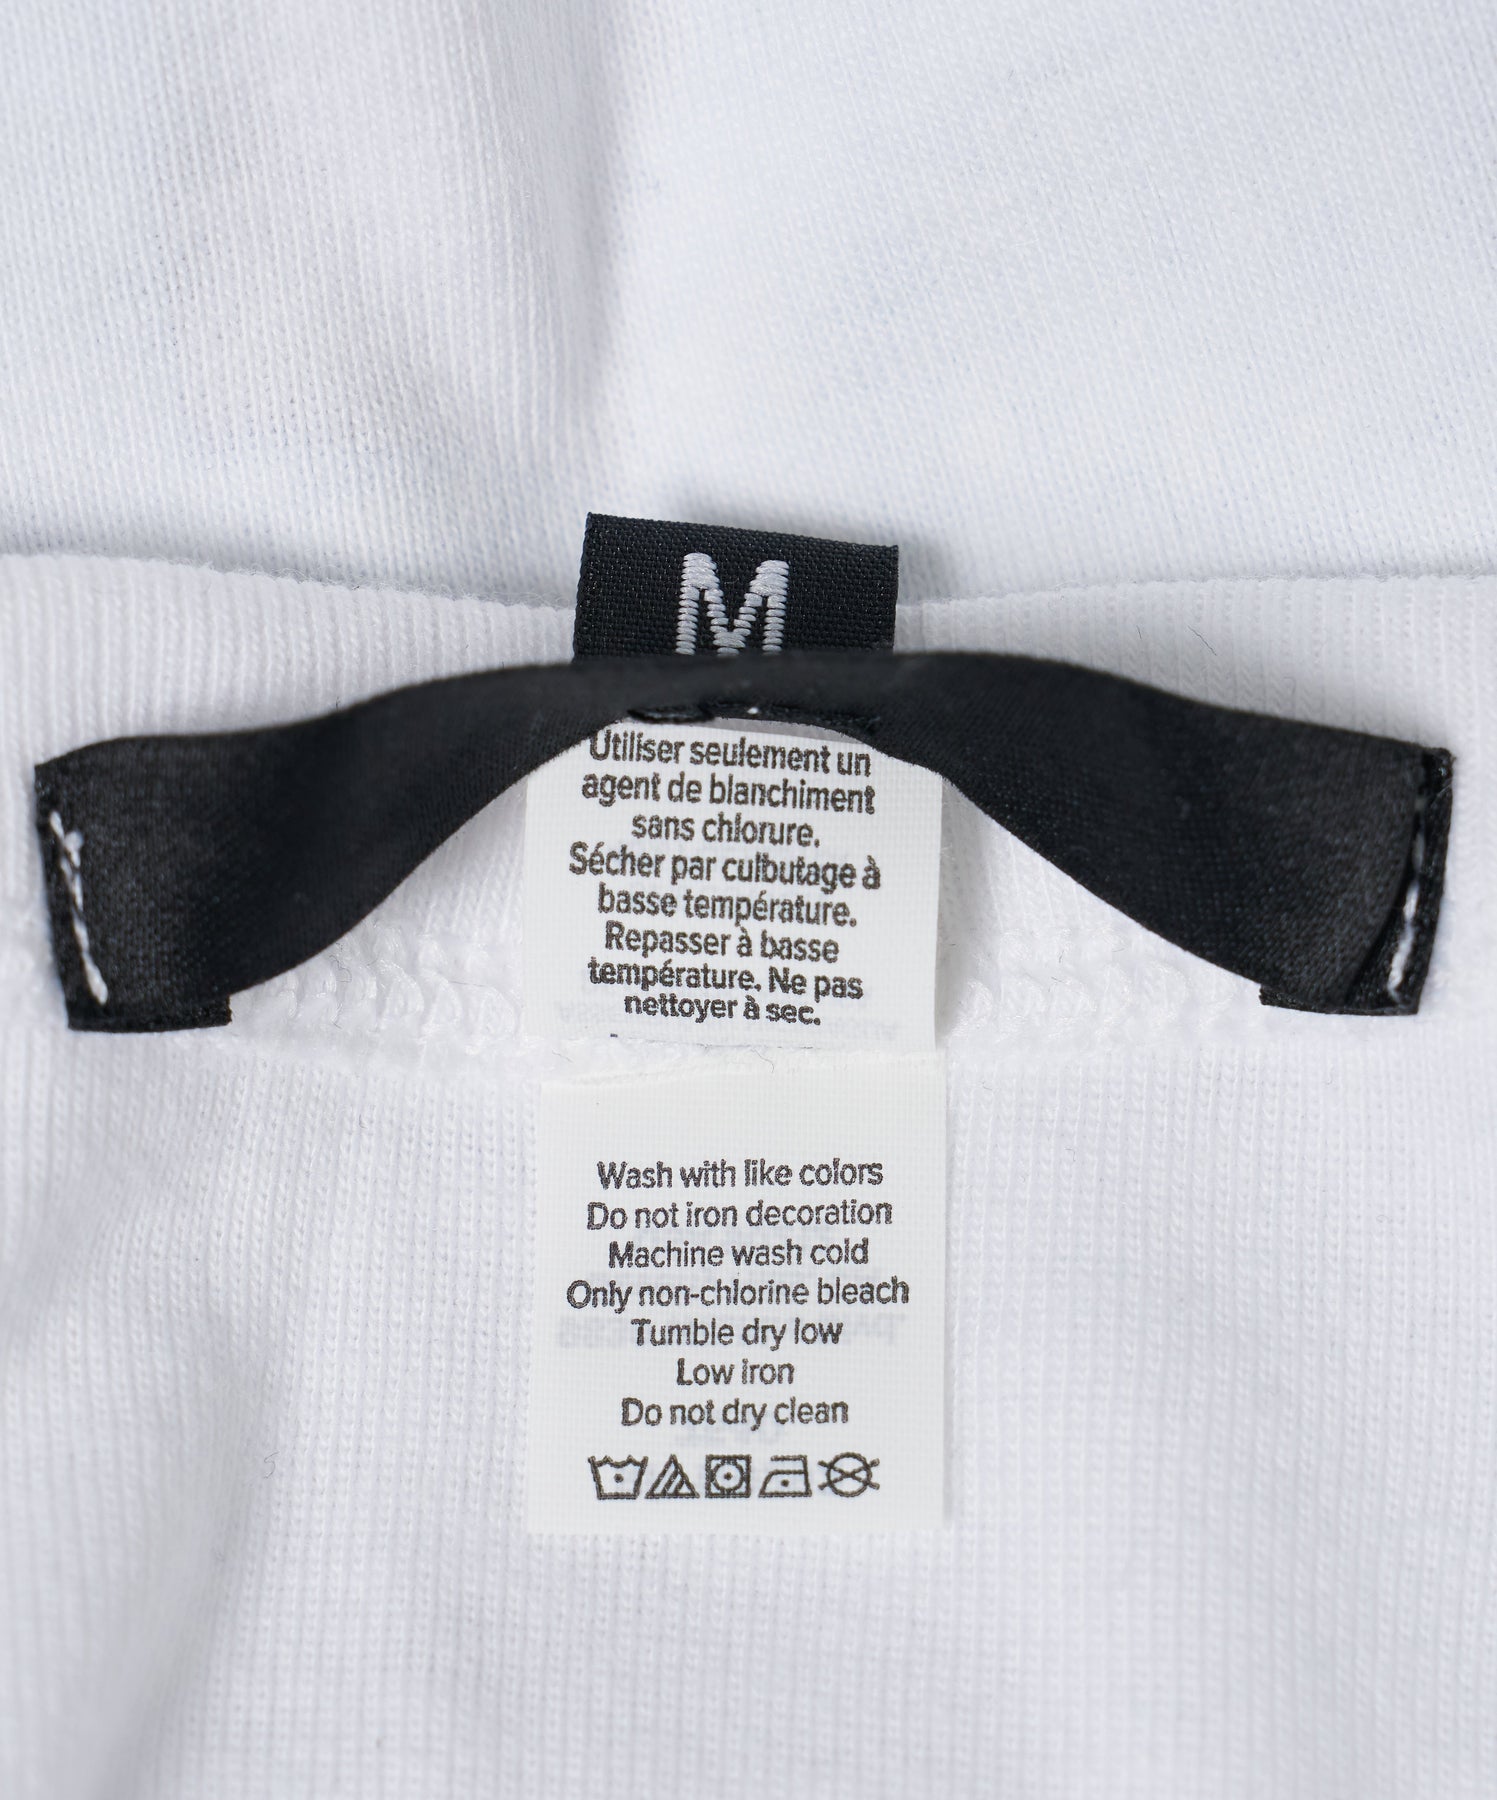 M
Utiliser seulement un
agent de blanchiment
sans chlorure.
Sécher par culbutage à
basse température.
Repasser à basse
température. Ne pas
nettoyer à sec.
Wash with like colors
Do not iron decoration
Machine wash cold
Only non-chlorine bleach
Tumble dry low
Low iron
Do not dry clean